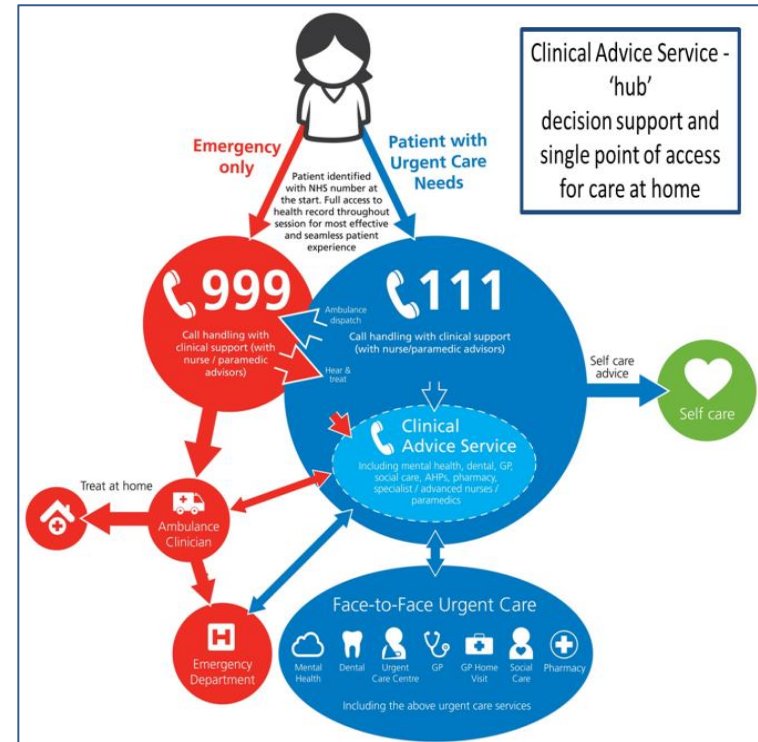 Clinical Advice Service -
‘hub’
decision support and
single point of access
for care at home
Emergency
only
Patient with
Urgent Care
Needs
Patient identified
with NHS number at
the start. Full access to
health record throughout
session for most effective
and seamless patient
experience
999
Call handling with
clinical support (with
nurse / paramedic
advisors)
Ambulance
dispatch
Hear &
treat
111
Call handling with clinical support
(with nurse/paramedic advisors)
Self care
advice
Self care
Clinical
Advice Service
Including mental health, dental, GP,
social care, AHPs, pharmacy,
specialist / advanced nurses /
paramedics
Treat at home
Ambulance
Clinician
H
Emergency
Department
Face-to-Face Urgent Care
Mental
Health
Dental
Urgent
Care Centre
GP
GP Home
Visit
Social
Care
Pharmacy
Including the above urgent care services